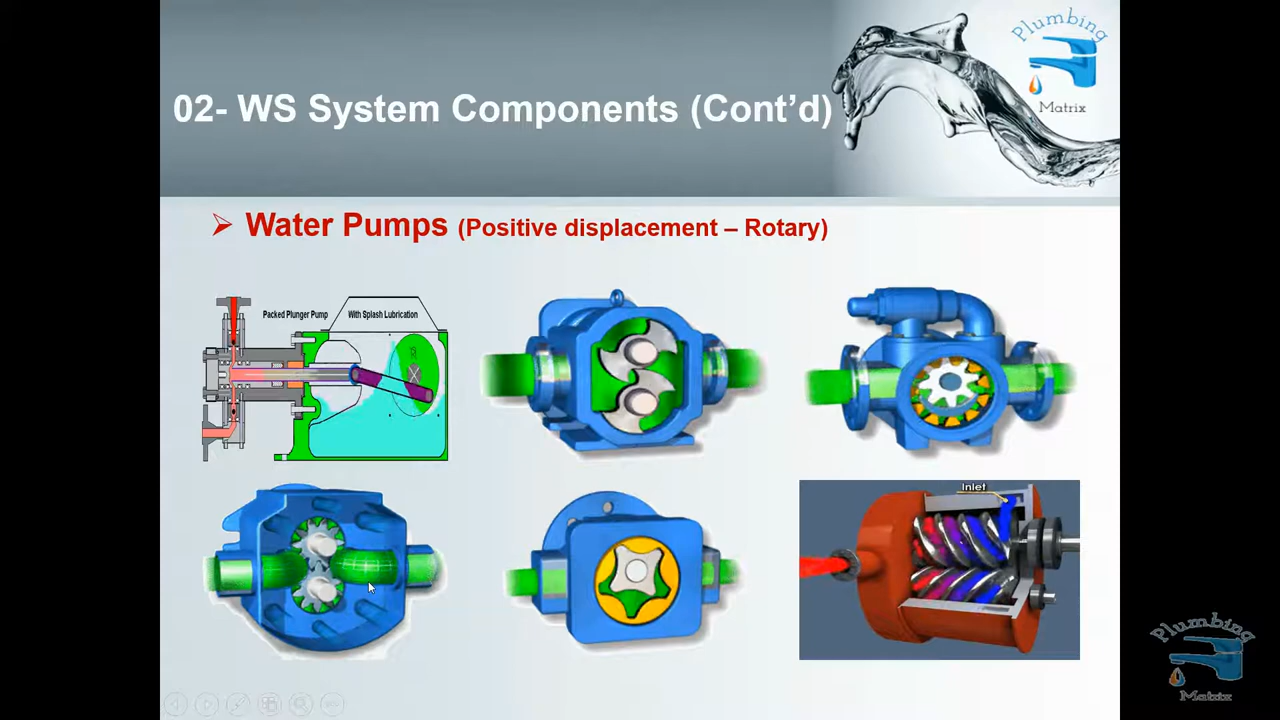 Plumbing
Matrix
02- WS System Components (Cont’d)
➢ Water Pumps (Positive displacement – Rotary)
Packed Plunger Pump
With Splash Lubrication
Inlet
Plumbing
Matrix